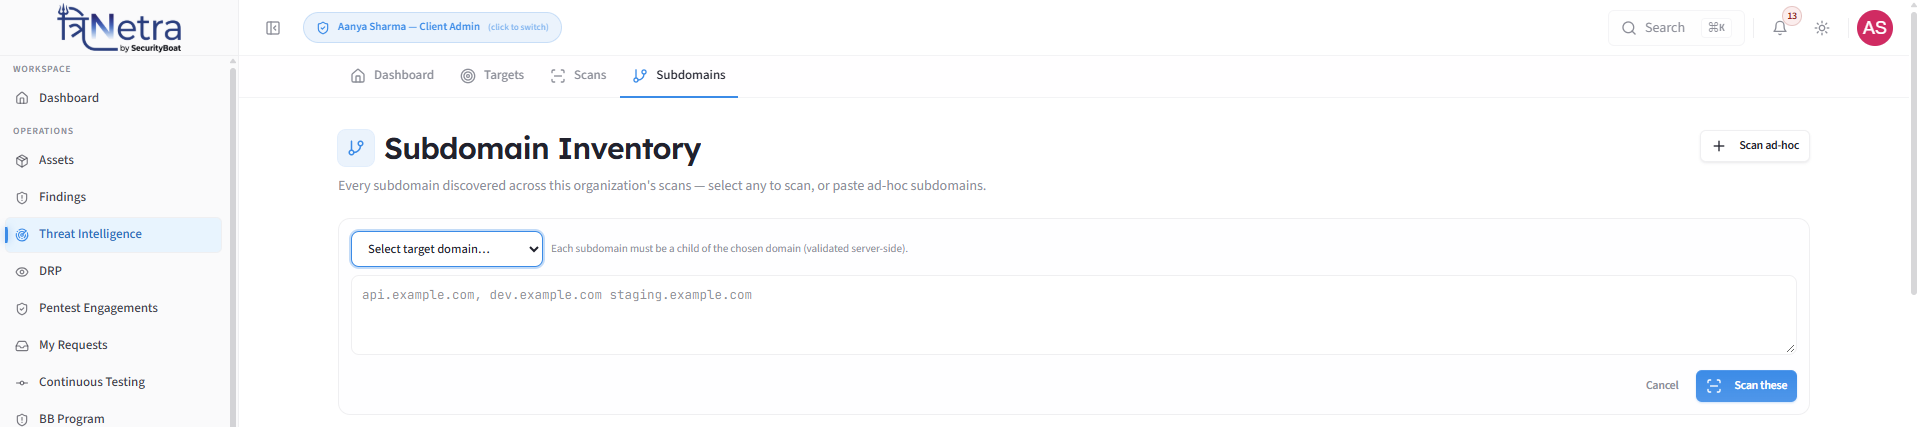 त्रिNetra
by SecurityBoat
Aanya Sharma — Client Admin (click to switch)
Search ⌘K
13
AS
WORKSPACE
Dashboard
OPERATIONS
Assets
Findings
Threat Intelligence
DRP
Pentest Engagements
My Requests
Continuous Testing
BB Program
Dashboard Targets Scans Subdomains
Subdomain Inventory
Scan ad-hoc
Every subdomain discovered across this organization's scans — select any to scan, or paste ad-hoc subdomains.
Select target domain... Each subdomain must be a child of the chosen domain (validated server-side).
api.example.com, dev.example.com staging.example.com
Cancel Scan these